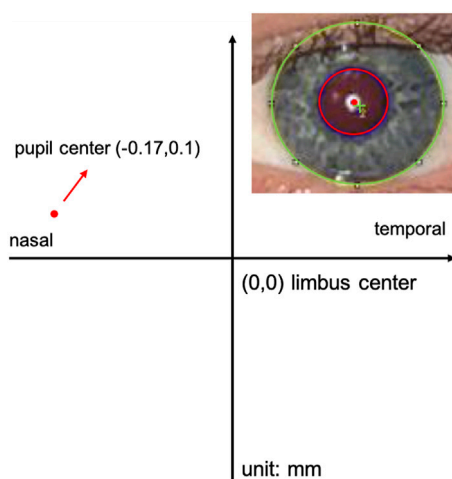 pupil center (-0.17,0.1)
nasal
temporal
(0,0) limbus center
unit: mm